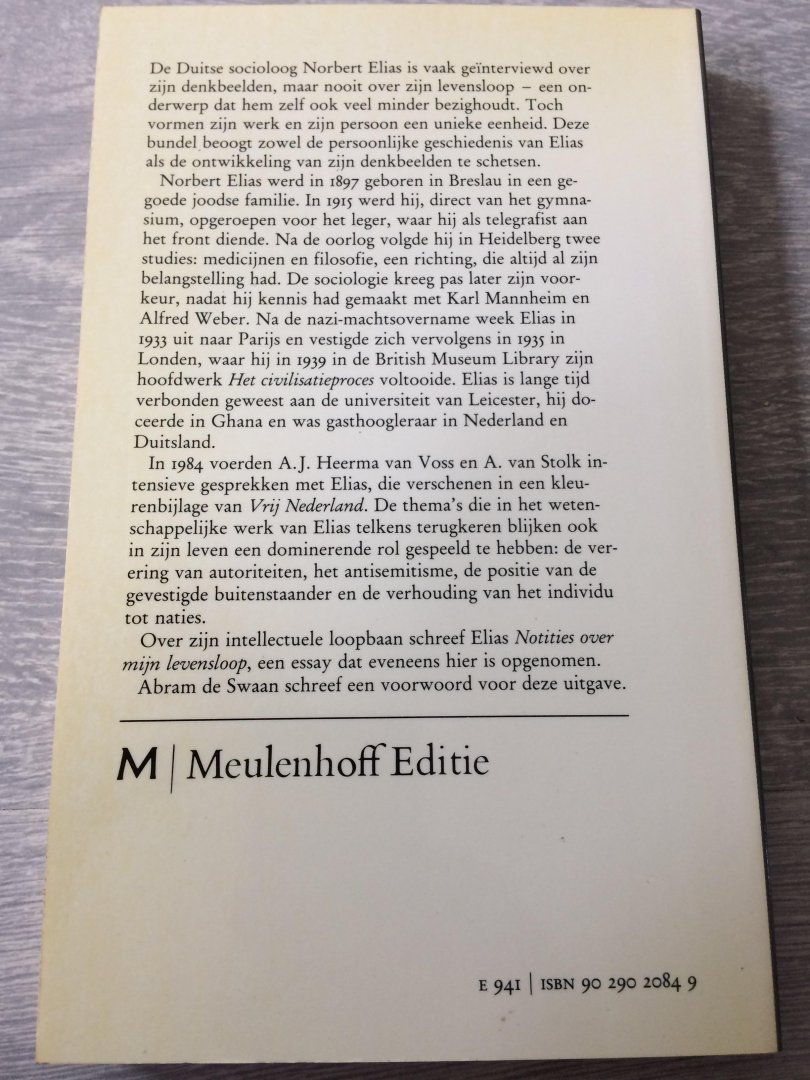 De Duitse socioloog Norbert Elias is vaak geïnterviewd over
zijn denkbeelden, maar nooit over zijn levensloop – een on-
derwerp dat hem zelf ook veel minder bezighoudt. Toch
vormen zijn werk en zijn persoon een unieke eenheid. Deze
bundel beoogt zowel de persoonlijke geschiedenis van Elias
als de ontwikkeling van zijn denkbeelden te schetsen.
Norbert Elias werd in 1897 geboren in Breslau in een ge-
goede joodse familie. In 1915 werd hij, direct van het gymna-
sium, opgeroepen voor het leger, waar hij als telegrafist aan
het front diende. Na de oorlog volgde hij in Heidelberg twee
studies: medicijnen en filosofie, een richting, die altijd al zijn
belangstelling had. De sociologie kreeg pas later zijn voor-
keur, nadat hij kennis had gemaakt met Karl Mannheim en
Alfred Weber. Na de nazi-machtsovername week Elias in
1933 uit naar Parijs en vestigde zich vervolgens in 1935 in
Londen, waar hij in 1939 in de British Museum Library zijn
hoofdwerk Het civilisatieproces voltooide. Elias is lange tijd
verbonden geweest aan de universiteit van Leicester, hij do-
ceerde in Ghana en was gasthoogleraar in Nederland en
Duitsland.
In 1984 voerden A.J. Heerma van Voss en A. van Stolk in-
tensieve gesprekken met Elias, die verschenen in een kleu-
renbijlage van Vrij Nederland. De thema's die in het weten-
schappelijke werk van Elias telkens terugkeren blijken ook
in zijn leven een dominerende rol gespeeld te hebben: de ver-
ering van autoriteiten, het antisemitisme, de positie van de
gevestigde buitenstaander en de verhouding van het individu
tot naties.
Over zijn intellectuele loopbaan schreef Elias Notities over
mijn levensloop, een essay dat eveneens hier is opgenomen.
Abram de Swaan schreef een voorwoord voor deze uitgave.
M | Meulenhoff Editie
E 941 | ISBN 90 290 2084 9